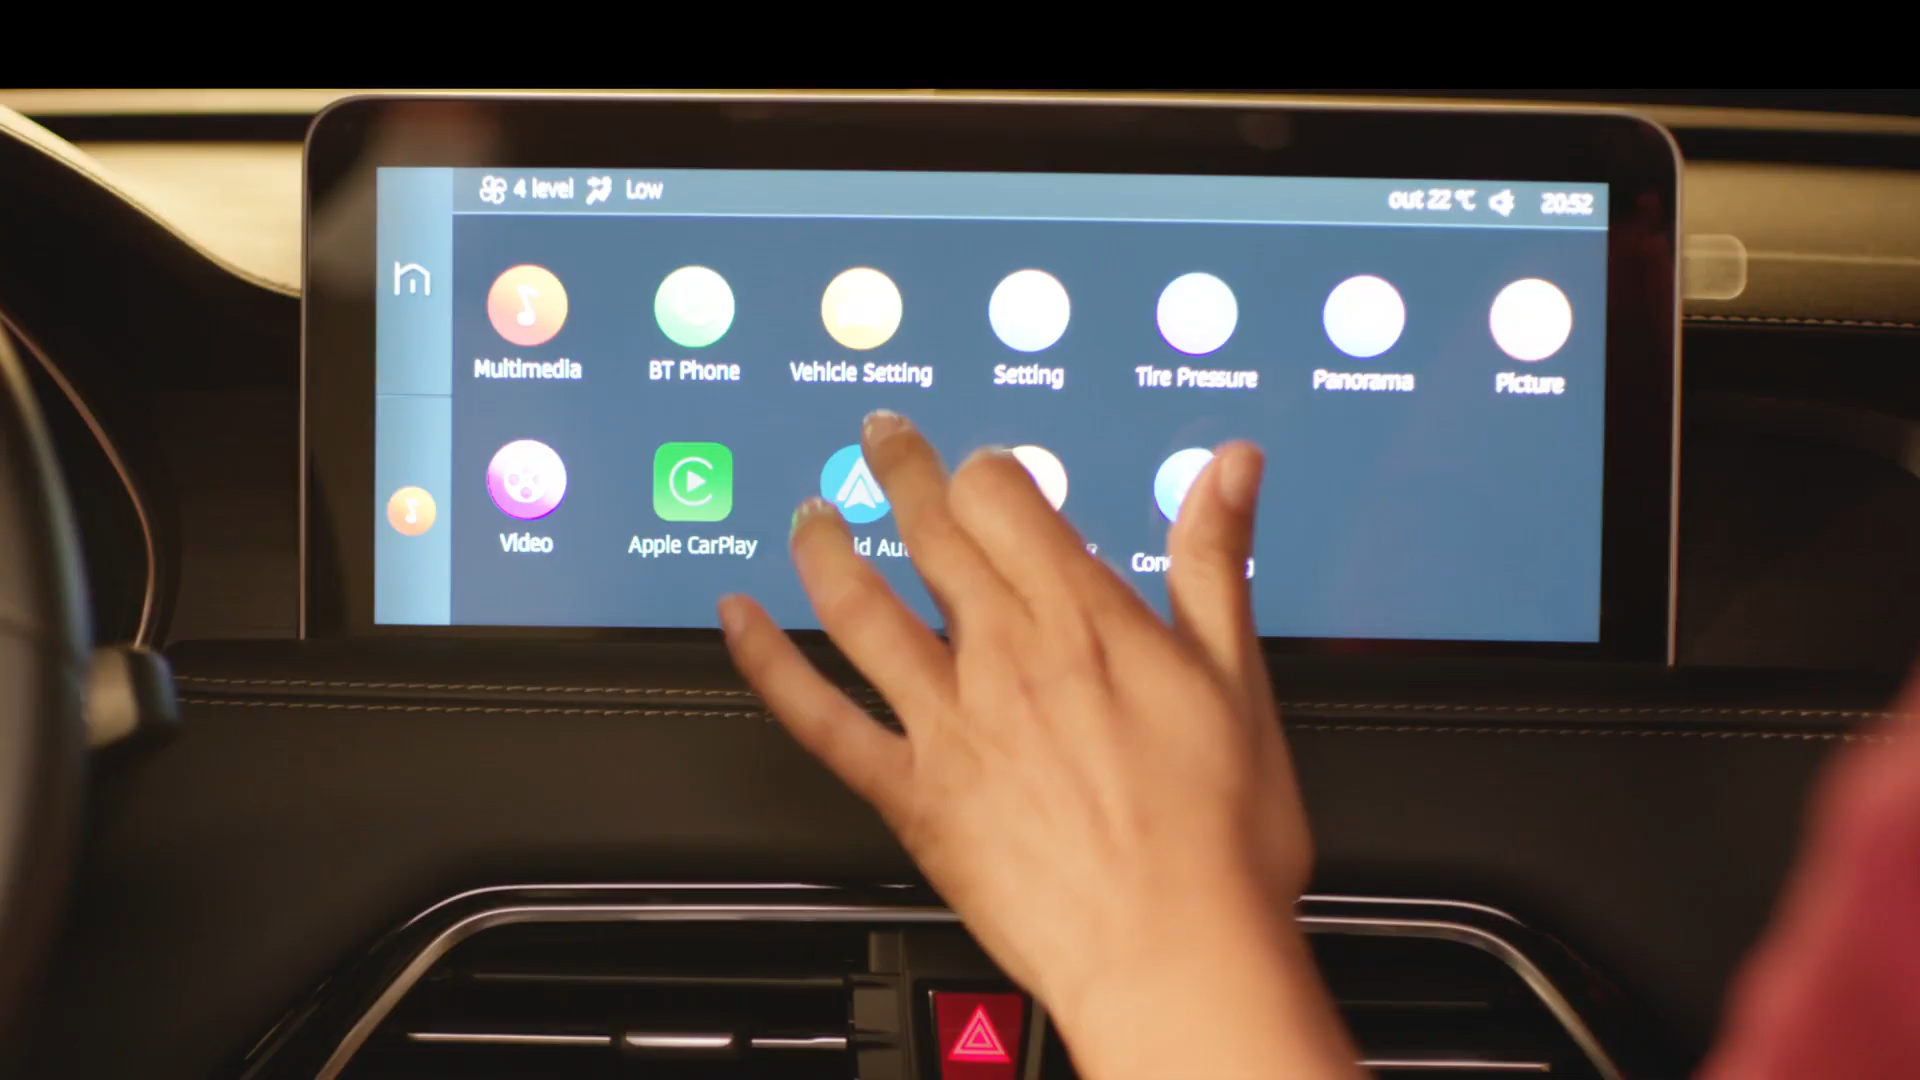 4 level Low out 22 ℃ 20:52
Multimedia BT Phone Vehicle Setting Setting Tire Pressure Panorama Picture
Video Apple CarPlay